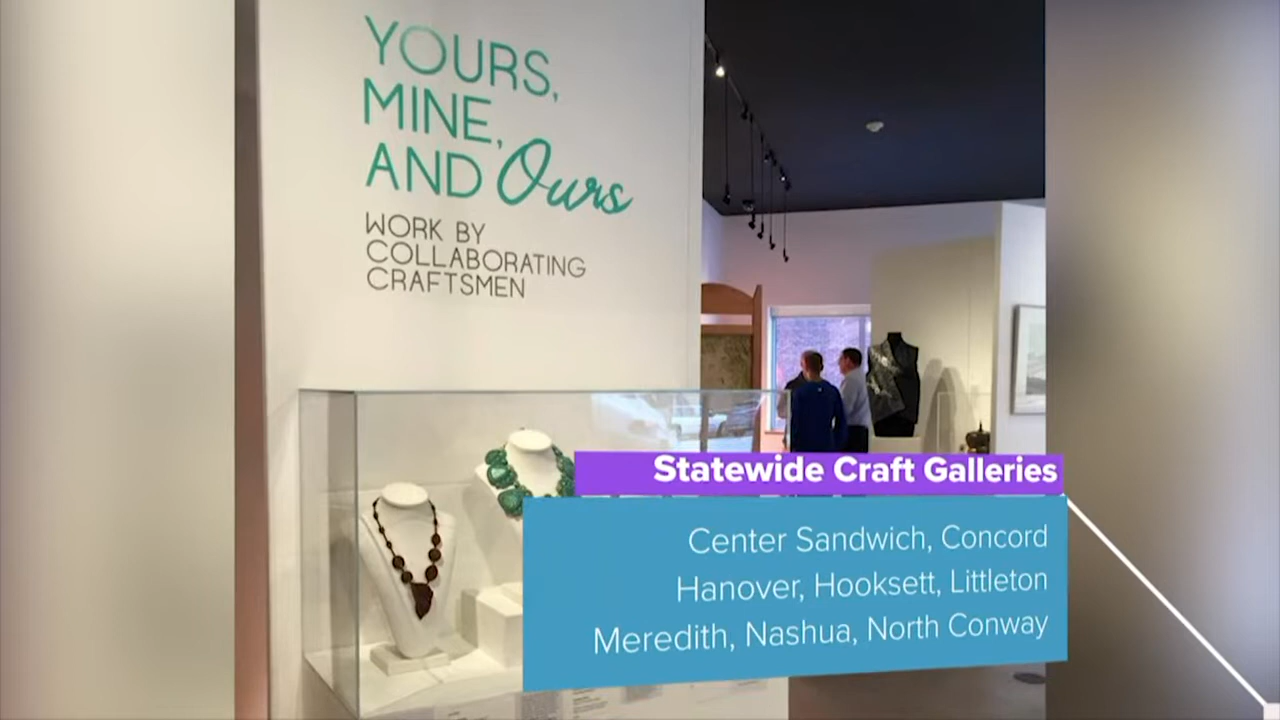 YOURS,
MINE,
AND Ours
WORK BY
COLLABORATING
CRAFTSMEN
Statewide Craft Galleries
Center Sandwich, Concord
Hanover, Hooksett, Littleton
Meredith, Nashua, North Conway